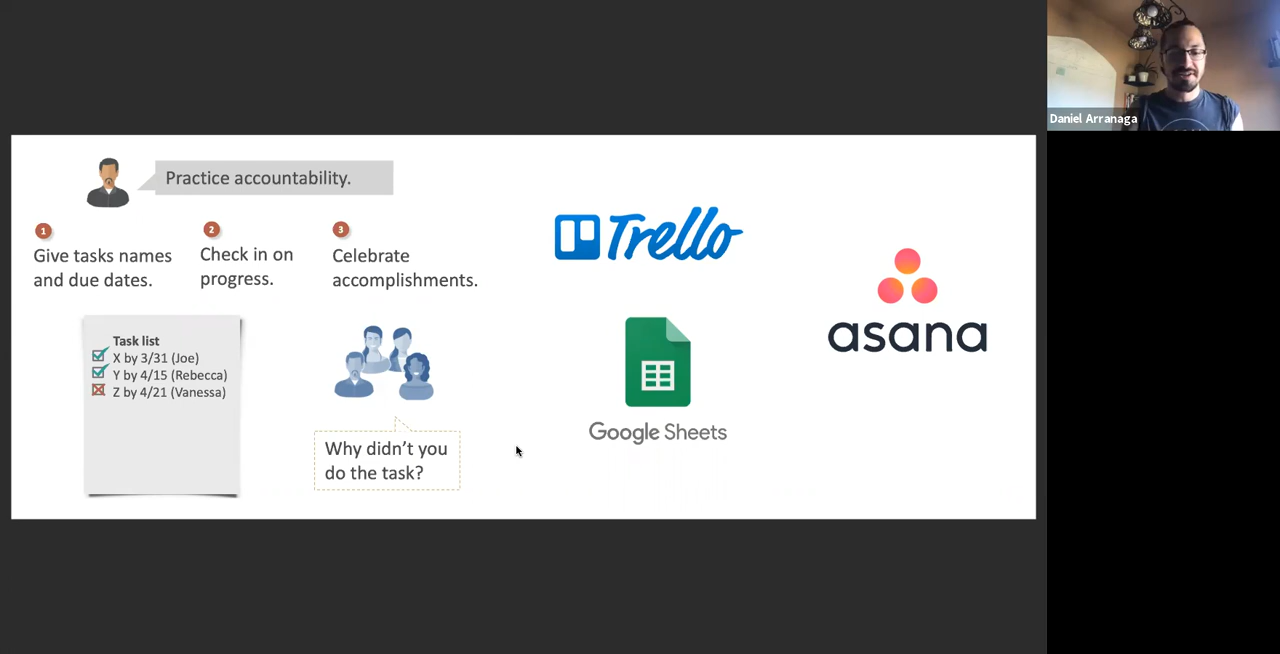 Practice accountability.
1
Give tasks names
and due dates.
2
Check in on
progress.
3
Celebrate
accomplishments.
Task list
X by 3/31 (Joe)
Y by 4/15 (Rebecca)
Z by 4/21 (Vanessa)
Why didn't you
do the task?
Trello
Google Sheets
asana
Daniel Arranaga